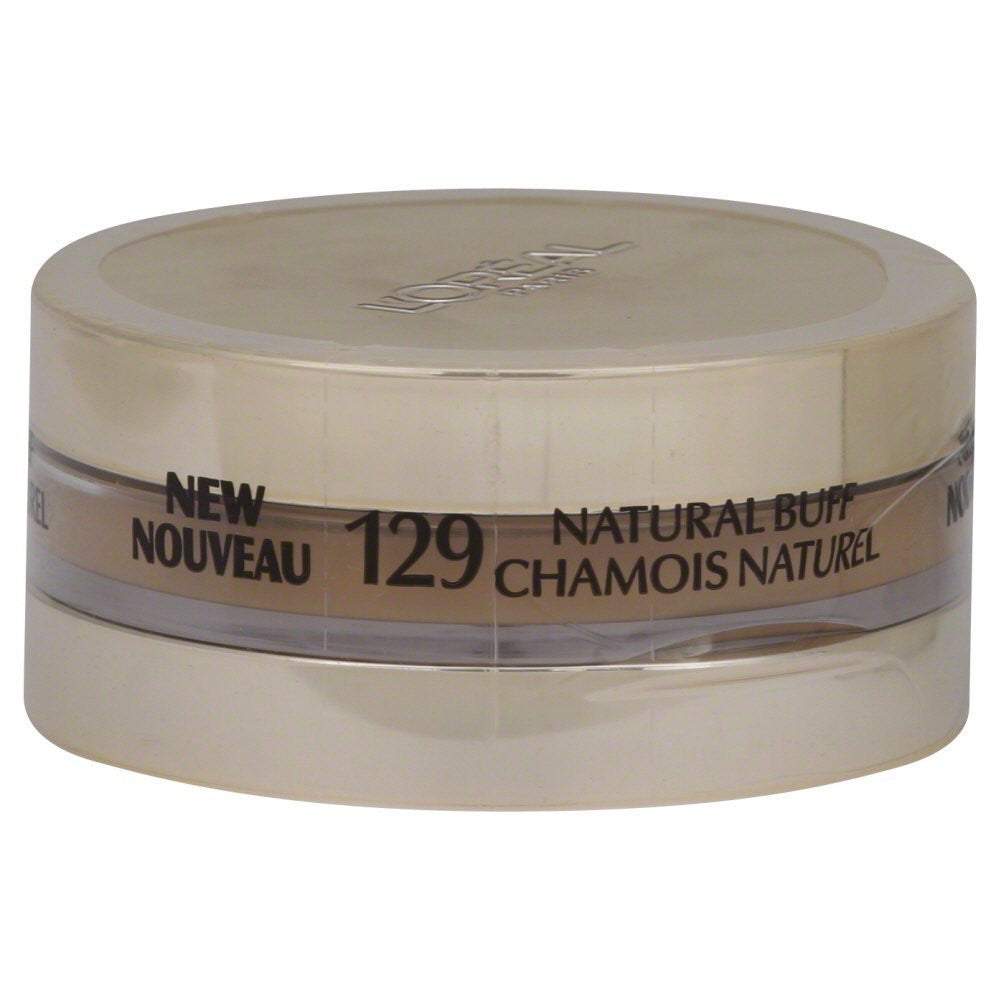 L'ORÉAL
PARIS
NEW
NOUVEAU
129
NATURAL BUFF
CHAMOIS NATUREL